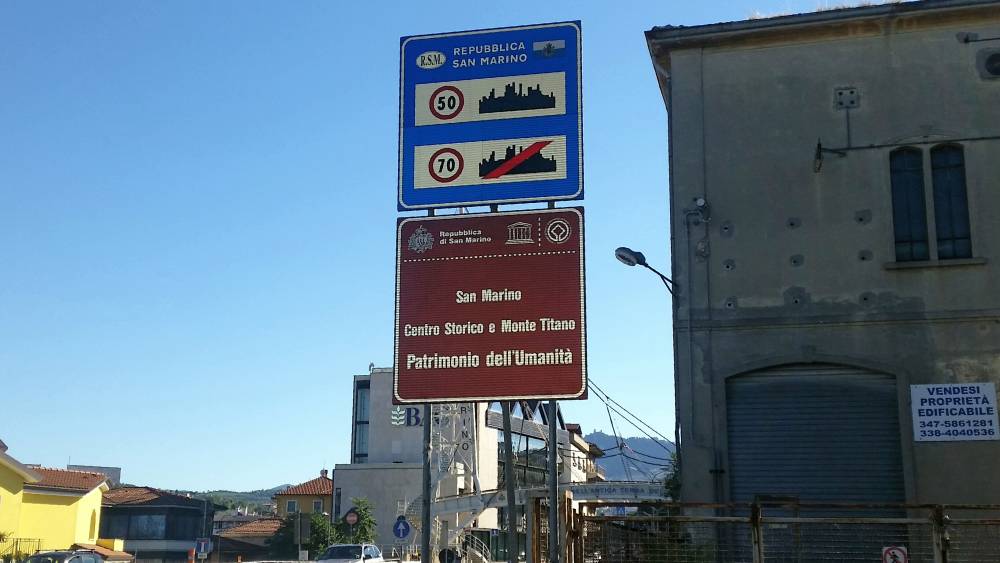 R.S.M.
REPUBBLICA
SAN MARINO
50
70
Repubblica
di San Marino
San Marino
Centro Storico e Monte Titano
Patrimonio dell'Umanità
VENDESI
PROPRIETÀ
EDIFICABILE
347-5861281
338-4040536